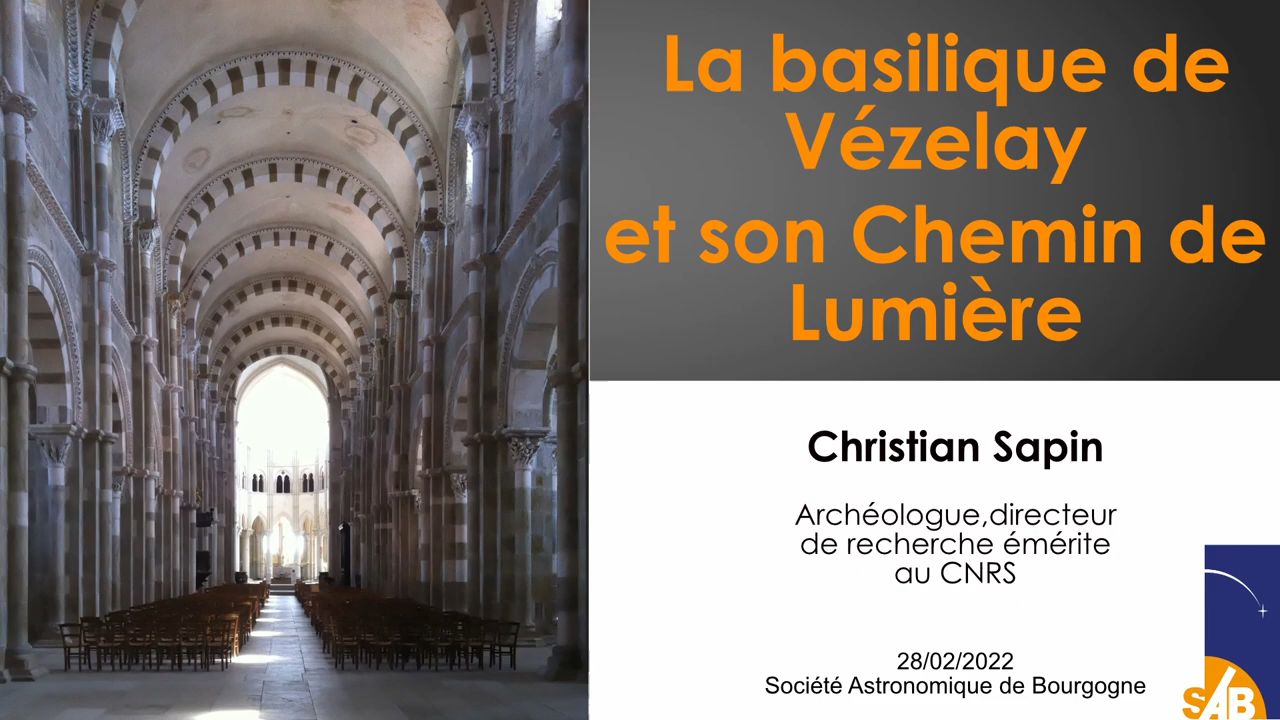 La basilique de
Vézelay
et son Chemin de
Lumière
Christian Sapin
Archéologue,directeur
de recherche émérite
au CNRS
28/02/2022
Société Astronomique de Bourgogne
SAB